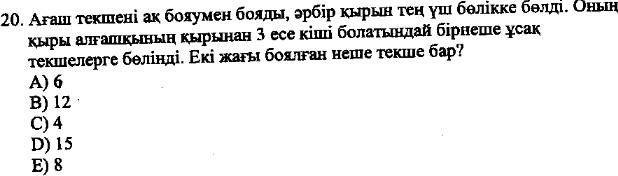 20. Ағаш текшені ақ бояумен бояды, әрбір қырын тең үш бөлікке бөлді. Оның
қыры алғашқының қырынан 3 есе кіші болатындай бірнеше ұсақ
текшелерге бөлінді. Екі жағы боялған неше текше бар?
A) 6
B) 12
C) 4
D) 15
E) 8